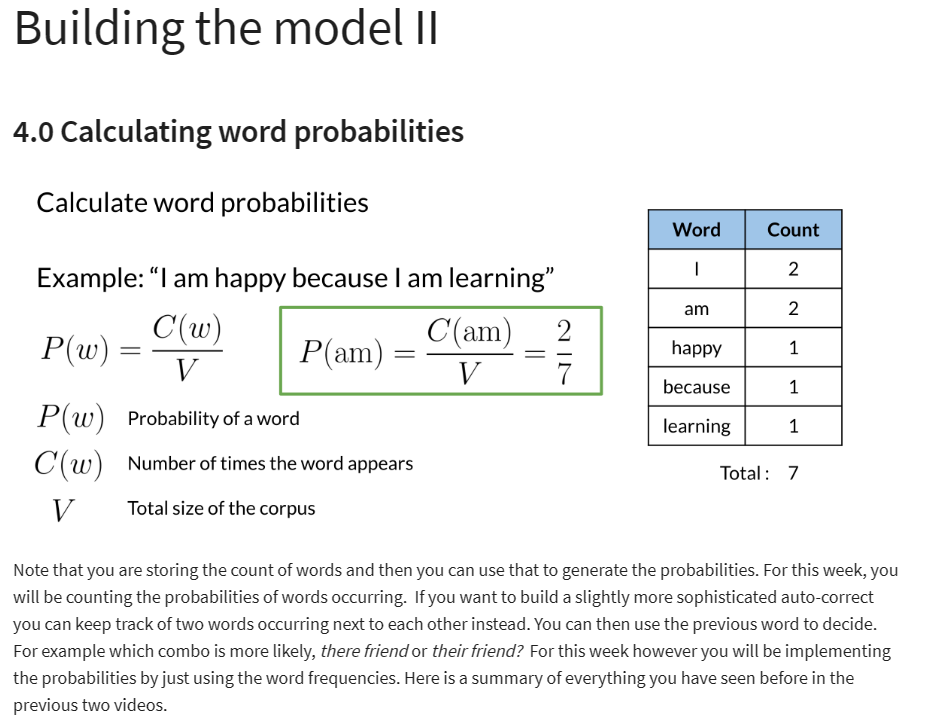 Building the model II
4.0 Calculating word probabilities
Calculate word probabilities
Example: “I am happy because I am learning”
P(w) = C(w) / V
P(am) = C(am) / V = 2 / 7
P(w) Probability of a word
C(w) Number of times the word appears
V Total size of the corpus
Word Count
I 2
am 2
happy 1
because 1
learning 1
Total : 7
Note that you are storing the count of words and then you can use that to generate the probabilities. For this week, you
will be counting the probabilities of words occurring. If you want to build a slightly more sophisticated auto-correct
you can keep track of two words occurring next to each other instead. You can then use the previous word to decide.
For example which combo is more likely, there friend or their friend? For this week however you will be implementing
the probabilities by just using the word frequencies. Here is a summary of everything you have seen before in the
previous two videos.